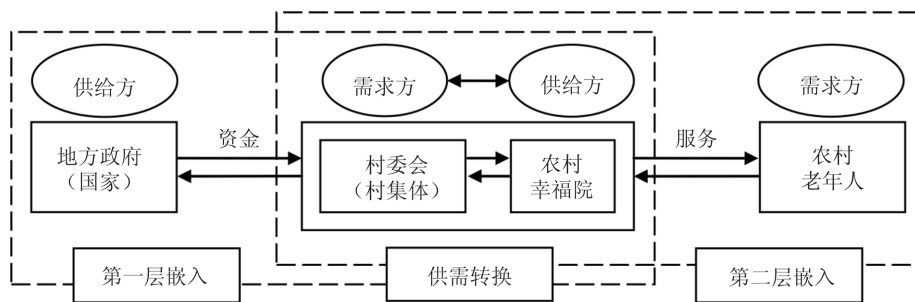 供给方
需求方
供给方
需求方
资金
服务
地方政府
（国家）
村委会
（村集体）
农村
幸福院
农村
老年人
第一层嵌入
供需转换
第二层嵌入